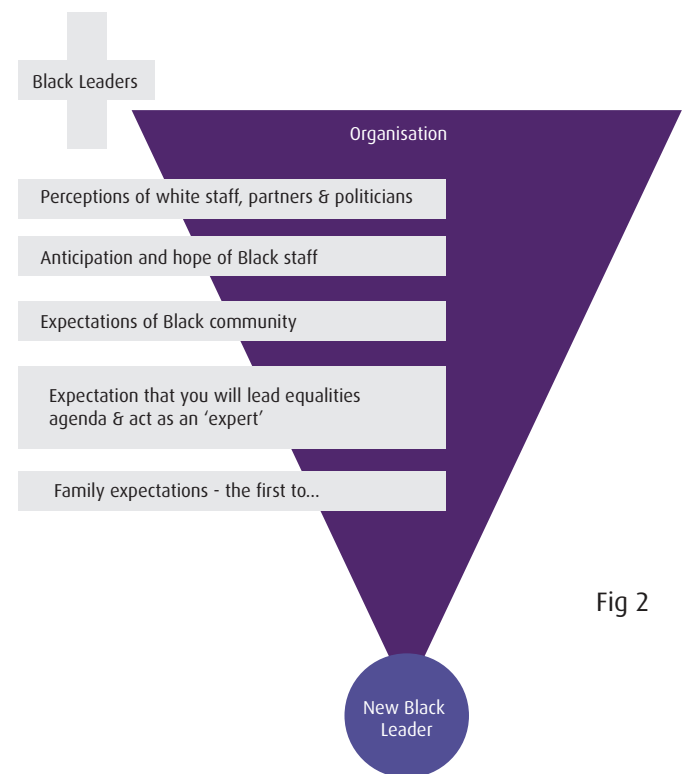 Black Leaders
Organisation
Perceptions of white staff, partners & politicians
Anticipation and hope of Black staff
Expectations of Black community
Expectation that you will lead equalities
agenda & act as an ‘expert’
Family expectations - the first to...
Fig 2
New Black
Leader